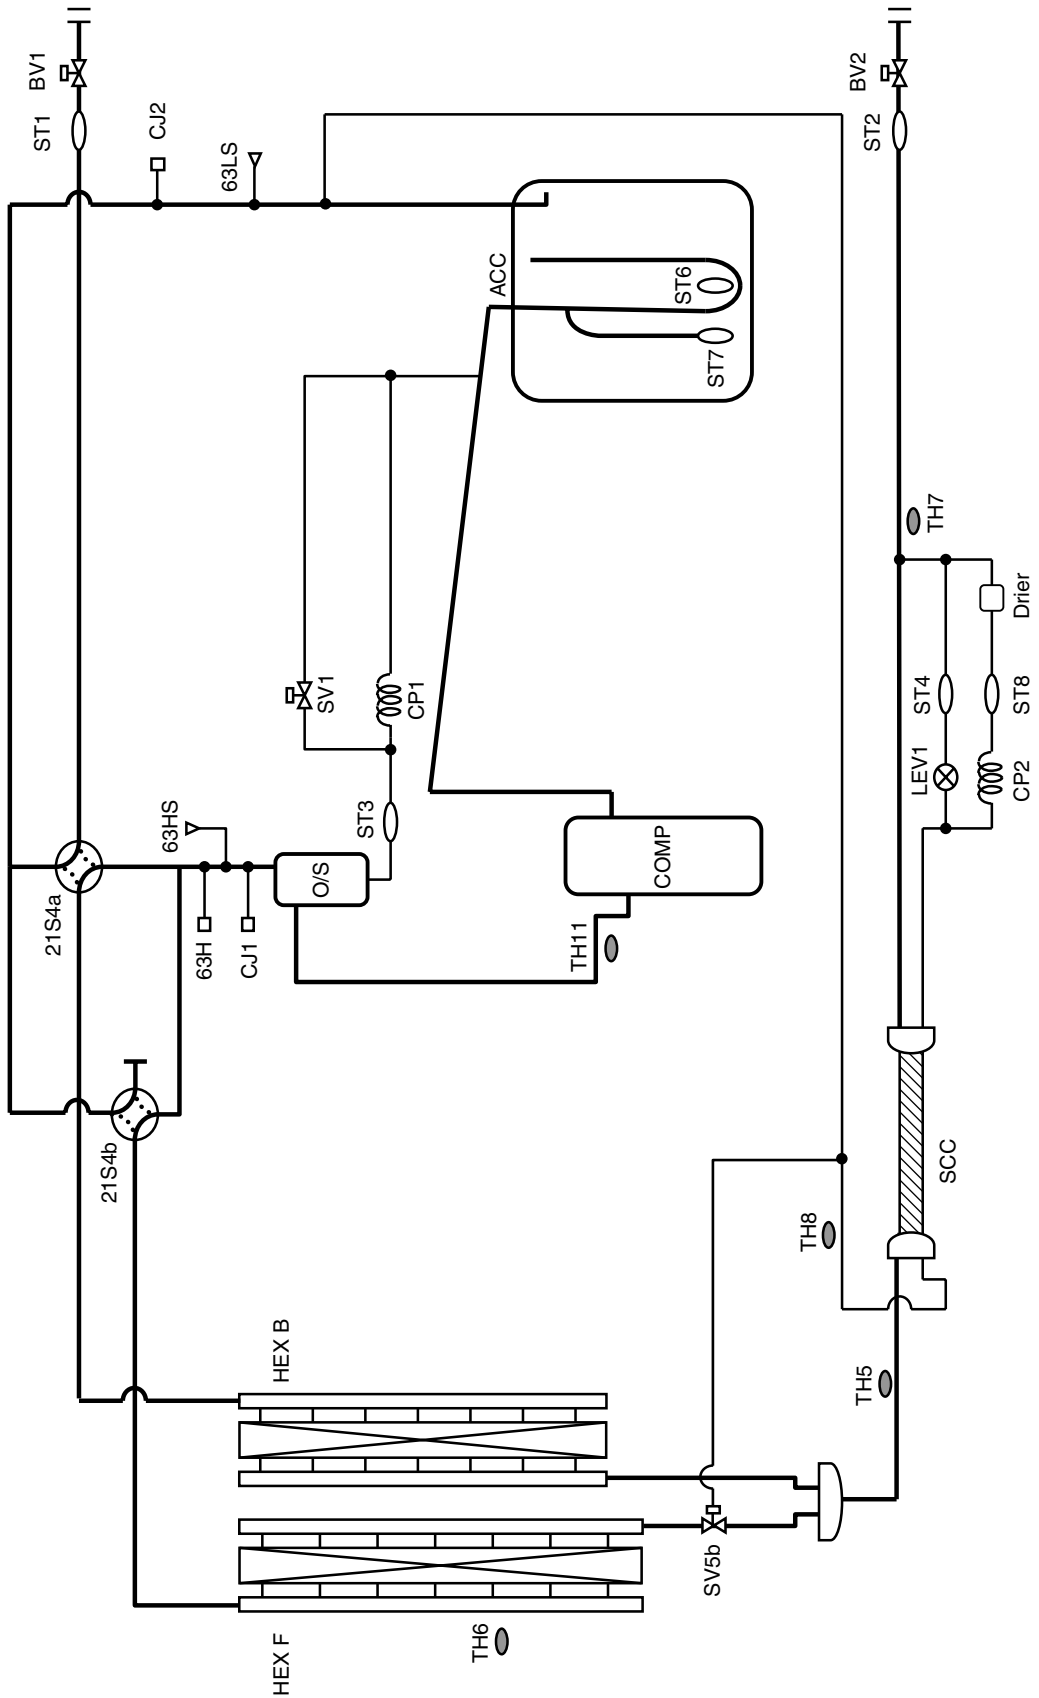 BV1
ST1
CJ2
63LS
BV2
ST2
ACC
ST6
ST7
TH7
SV1
CP1
ST4
ST8
Drier
LEV1
CP2
63HS
ST3
21S4a
O/S
COMP
63H
CJ1
TH11
21S4b
SCC
TH8
HEX B
TH5
SV5b
HEX F
TH6